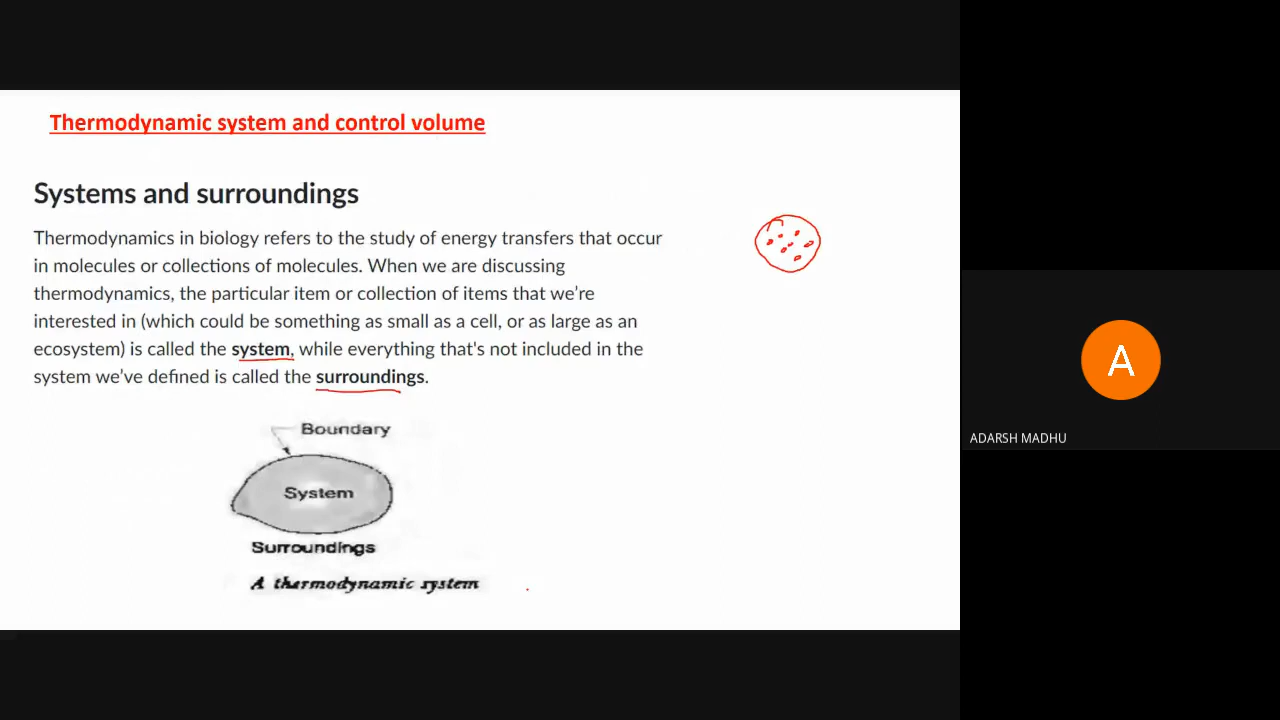 Thermodynamic system and control volume
Systems and surroundings
Thermodynamics in biology refers to the study of energy transfers that occur
in molecules or collections of molecules. When we are discussing
thermodynamics, the particular item or collection of items that we're
interested in (which could be something as small as a cell, or as large as an
ecosystem) is called the system, while everything that's not included in the
system we've defined is called the surroundings.
Boundary
System
Surroundings
A thermodynamic system
A
ADARSH MADHU